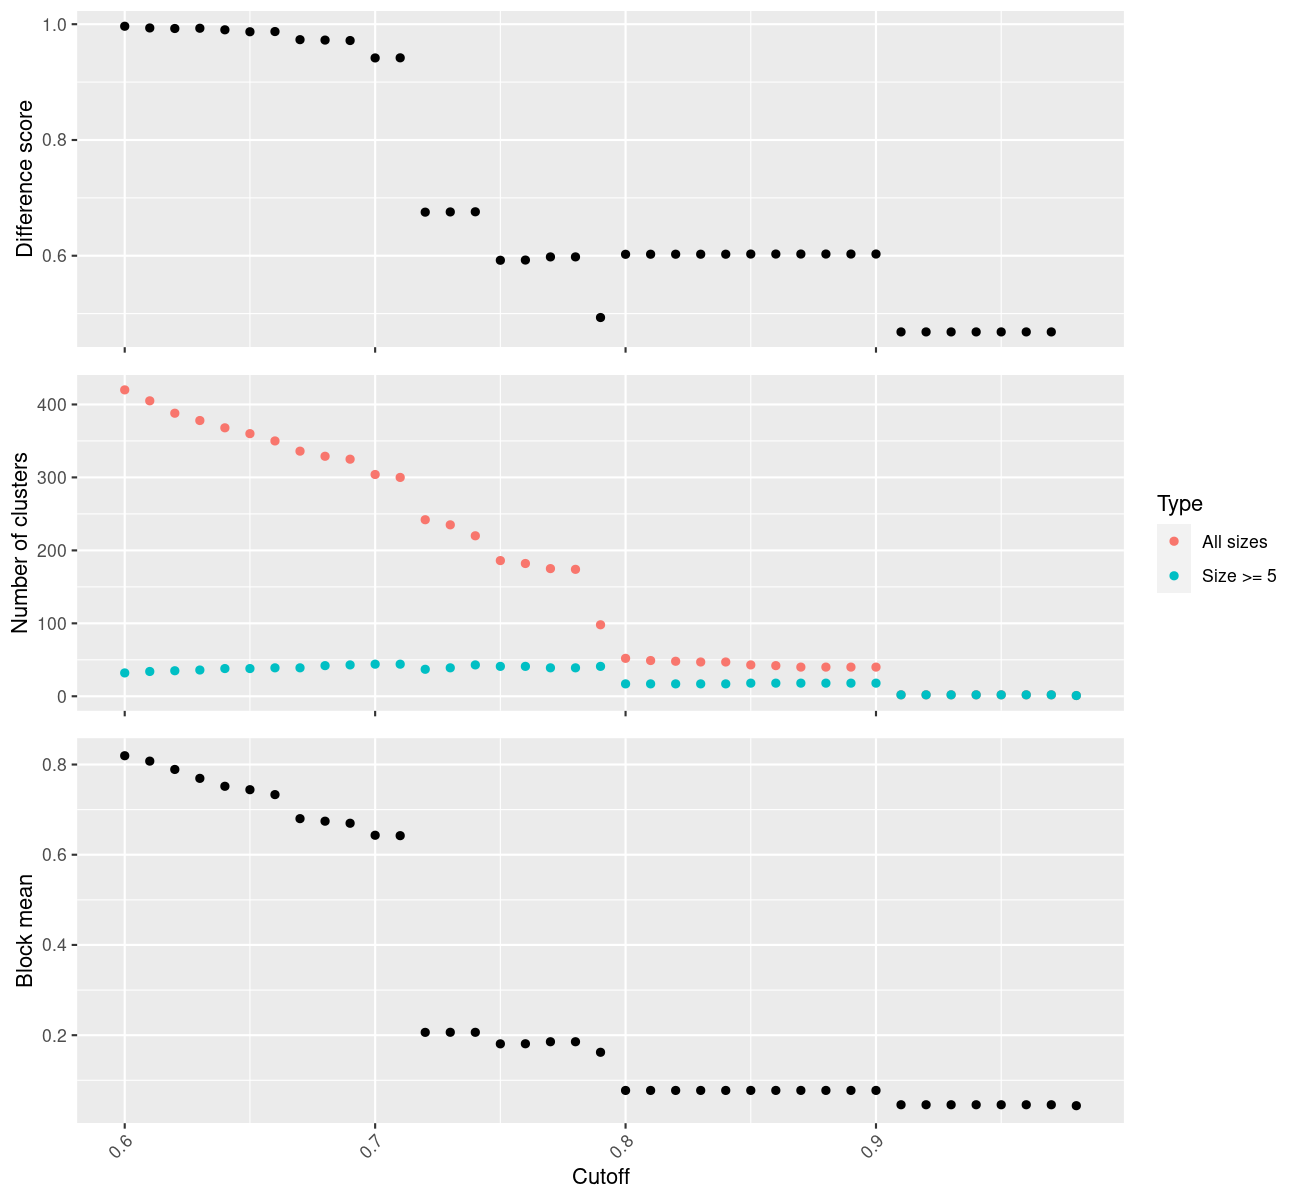 Difference score
1.0
0.8
0.6
Number of clusters
400
300
200
100
0
Type
All sizes
Size >= 5
Block mean
0.8
0.6
0.4
0.2
0.6
0.7
0.8
0.9
Cutoff